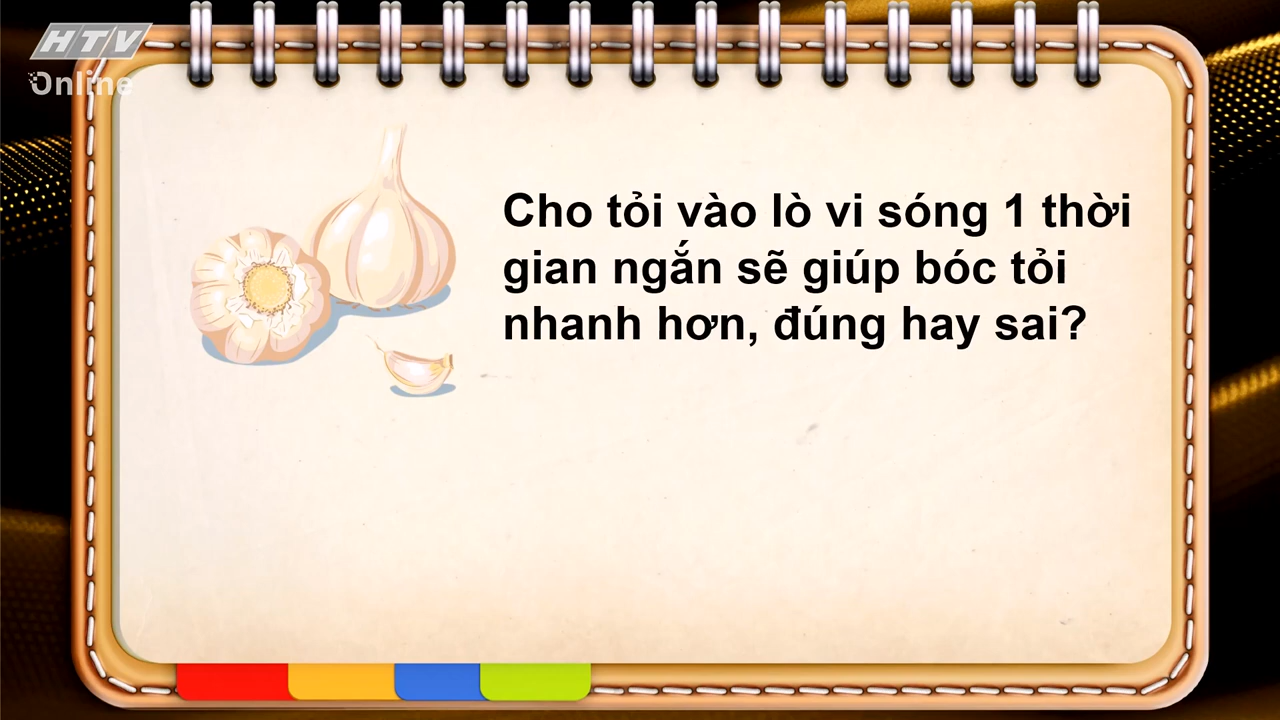 HTV
Online
Cho tỏi vào lò vi sóng 1 thời
gian ngắn sẽ giúp bóc tỏi
nhanh hơn, đúng hay sai?